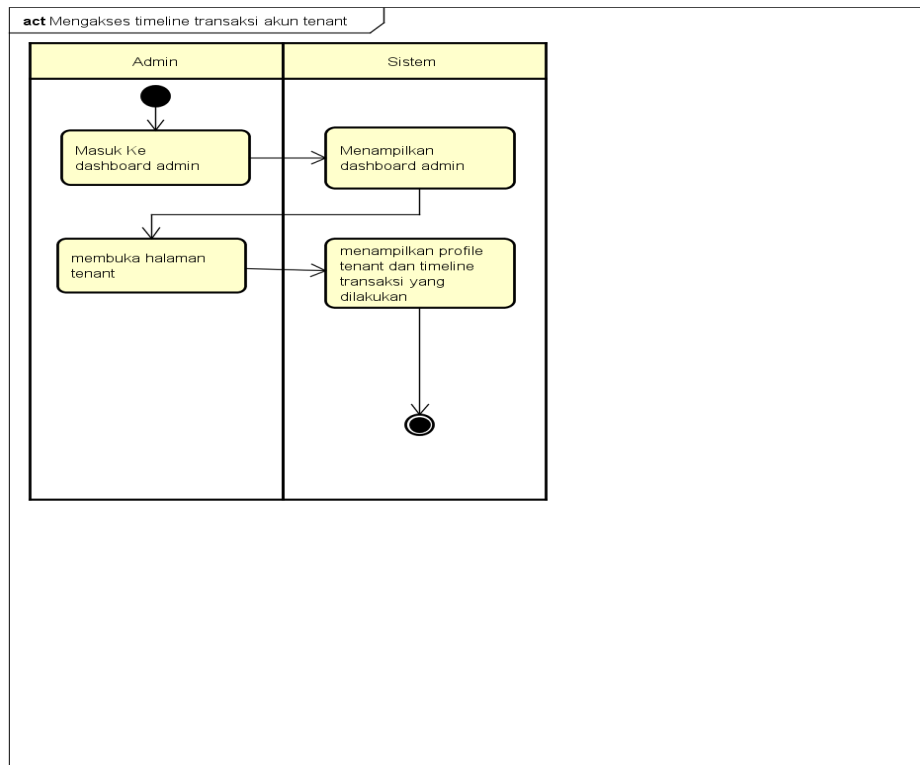 act Mengakses timeline transaksi akun tenant
Admin
Sistem
Masuk Ke
dashboard admin
Menampilkan
dashboard admin
membuka halaman
tenant
menampilkan profile
tenant dan timeline
transaksi yang
dilakukan